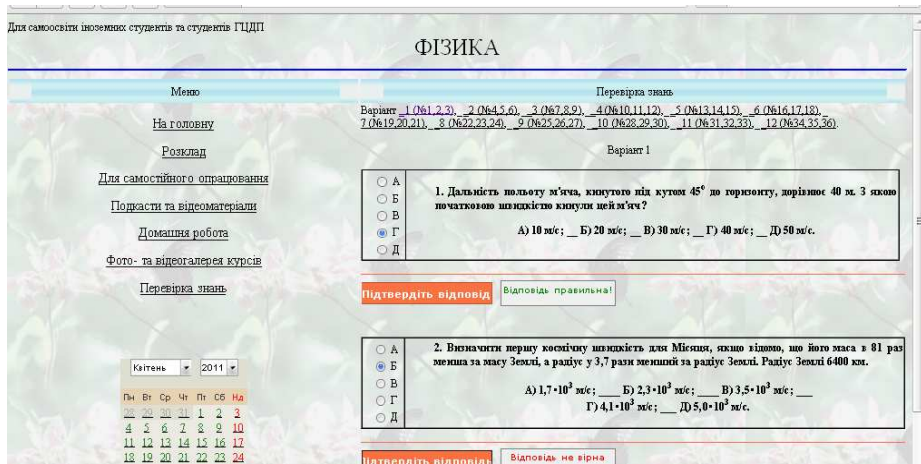 Для самоосвіти іноземних студентів та студентів ГЦДП
ФІЗИКА
Меню
На головну
Розклад
Для самостійного опрацювання
Подкасти та відеоматеріали
Домашня робота
Фото- та відеогалерея курсів
Перевірка знань
Квітень 2011
Пн Вт Ср Чт Пт Сб Нд
28 29 30 31 1 2 3
4 5 6 7 8 9 10
11 12 13 14 15 16 17
18 19 20 21 22 23 24
Перевірка знань
Варіант _1 (№1,2,3), _2 (№4,5,6), _3 (№7,8,9), _4 (№10,11,12), _5 (№13,14,15), _6 (№16,17,18), _
7 (№19,20,21), _8 (№22,23,24), _9 (№25,26,27), _10 (№28,29,30), _11 (№31,32,33), _12 (№34,35,36).
Варіант 1
А
Б
В
Г
Д
1. Дальність польоту м'яча, кинутого під кутом 45° до горизонту, дорівнює 40 м. З якою
початковою швидкістю кинули цей м'яч?
А) 10 м/с; __ Б) 20 м/с; __ В) 30 м/с; __ Г) 40 м/с; __ Д) 50 м/с.
Підтвердіть відповід
Відповідь правильна!
А
Б
В
Г
Д
2. Визначити першу космічну швидкість для Місяця, якщо відомо, що його маса в 81 раз
менша за масу Землі, а радіус у 3,7 рази менший за радіус Землі. Радіус Землі 6400 км.
А) 1,7•10³ м/с; ____ Б) 2,3•10³ м/с; ____ В) 3,5•10³ м/с; ___
Г) 4,1•10³ м/с; ___ Д) 5,0•10³ м/с.
Підтвердіть відповідь
Відповідь не вірна